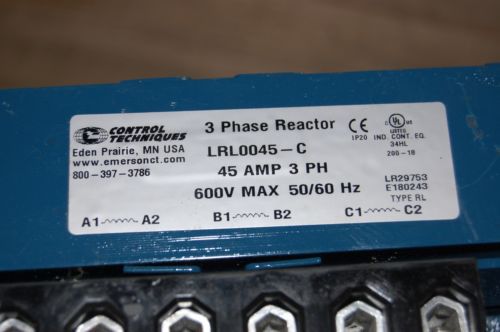 CONTROL TECHNIQUES
Eden Prairie, MN USA
www.emersonct.com
800-397-3786
3 Phase Reactor
LRL0045-C
45 AMP 3 PH
600V MAX 50/60 Hz
CE
IP20
UL
LISTED
IND. CONT. EQ.
34HL
200-18
LR29753
E180243
TYPE RL
A1 A2
B1 B2
C1 C2